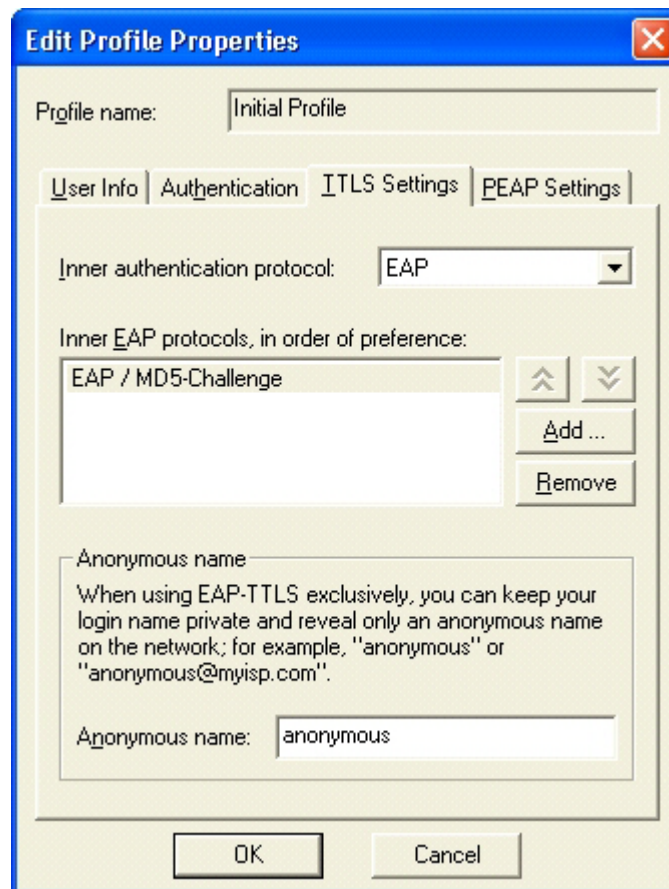 Edit Profile Properties
Profile name: Initial Profile
User Info Authentication TTLS Settings PEAP Settings
Inner authentication protocol: EAP
Inner EAP protocols, in order of preference:
EAP / MD5-Challenge
Add ...
Remove
Anonymous name
When using EAP-TTLS exclusively, you can keep your
login name private and reveal only an anonymous name
on the network; for example, "anonymous" or
"anonymous@myisp.com".
Anonymous name: anonymous
OK Cancel